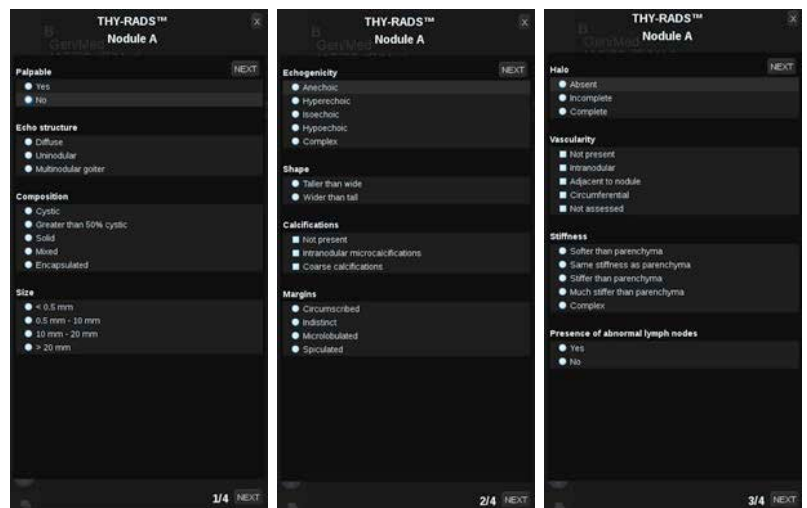 THY-RADS™
X
Nodule A
B
Gen/Med
Palpable
NEXT
Yes
No
Echo structure
Diffuse
Uninodular
Multinodular goiter
Composition
Cystic
Greater than 50% cystic
Solid
Mixed
Encapsulated
Size
< 0.5 mm
0.5 mm - 10 mm
10 mm - 20 mm
> 20 mm
1/4 NEXT
THY-RADS™
X
Nodule A
B
Gen/Med
Echogenicity
NEXT
Anechoic
Hyperechoic
Isoechoic
Hypoechoic
Complex
Shape
Taller than wide
Wider than tall
Calcifications
Not present
Intranodular microcalcifications
Coarse calcifications
Margins
Circumscribed
Indistinct
Microlobulated
Spiculated
2/4 NEXT
THY-RADS™
X
Nodule A
B
Gen/Med
Halo
NEXT
Absent
Incomplete
Complete
Vascularity
Not present
Intranodular
Adjacent to nodule
Circumferential
Not assessed
Stiffness
Softer than parenchyma
Same stiffness as parenchyma
Stiffer than parenchyma
Much stiffer than parenchyma
Complex
Presence of abnormal lymph nodes
Yes
No
3/4 NEXT